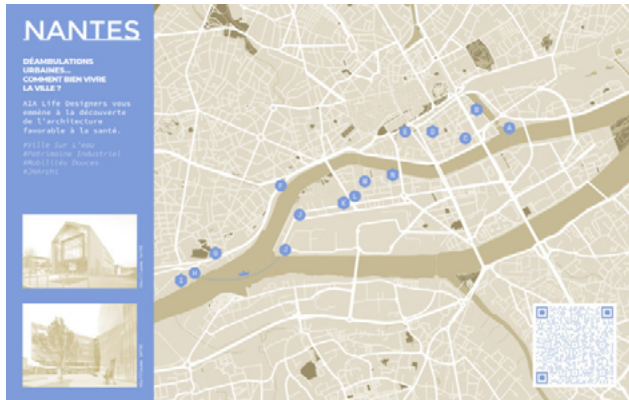 NANTES
DÉAMBULATIONS
URBAINES...
COMMENT BIEN VIVRE
LA VILLE ?
AIA Life Designers vous
emmène à la découverte
de l'architecture
favorable à la santé.
#Ville Sur L'eau
#Patrimoine Industriel
#Mobilités Douces
#JNArchi
B
A
E
D
C
N
M
F
L
K
J
J
G
H
I